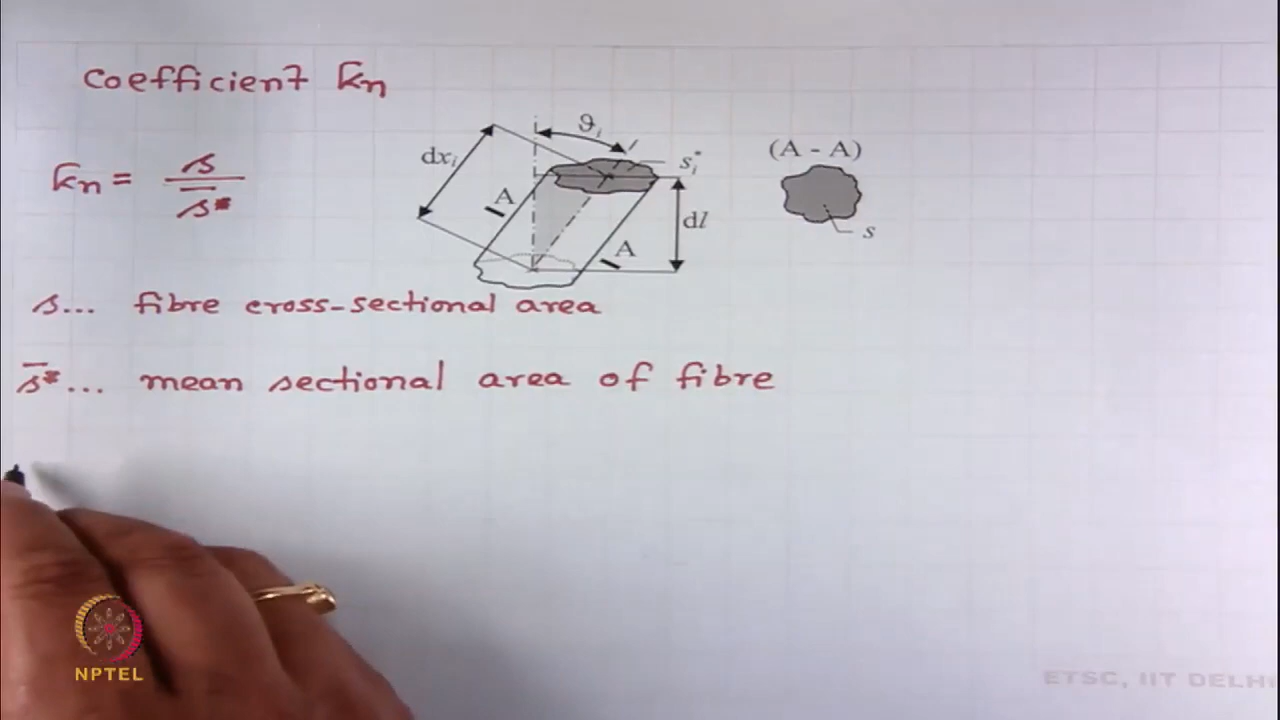 coefficient kn
kn = s / s̄*
dxᵢ
ϑᵢ
sᵢ*
A
A
dl
(A - A)
s
s... fibre cross-sectional area
s̄*... mean sectional area of fibre
NPTEL
ETSC, IIT DELHI